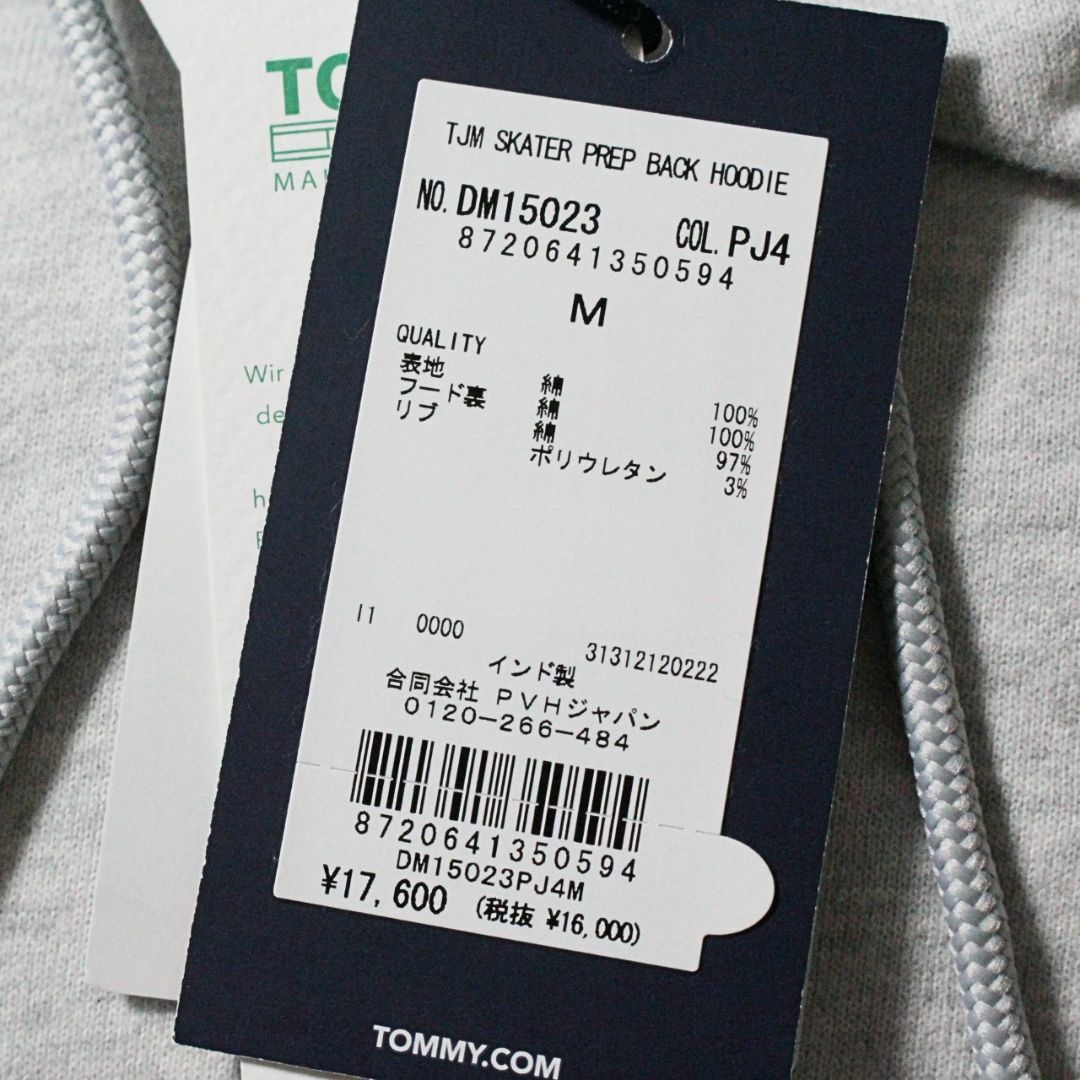 TJM SKATER PREP BACK HOODIE
NO. DM15023 COL. PJ4
8720641350594
M
QUALITY
表地 綿 100%
フード裏 綿 100%
リブ 綿 97%
ポリウレタン 3%
I1 0000 31312120222
インド製
合同会社 PVHジャパン
0120-266-484
8720641350594
DM15023PJ4M
¥17,600 (税抜 ¥16,000)
TOMMY.COM
Wir